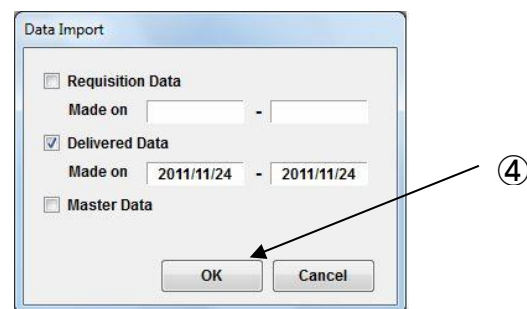 Data Import
Requisition Data
Made on -
Delivered Data
Made on 2011/11/24 - 2011/11/24
④
Master Data
OK Cancel